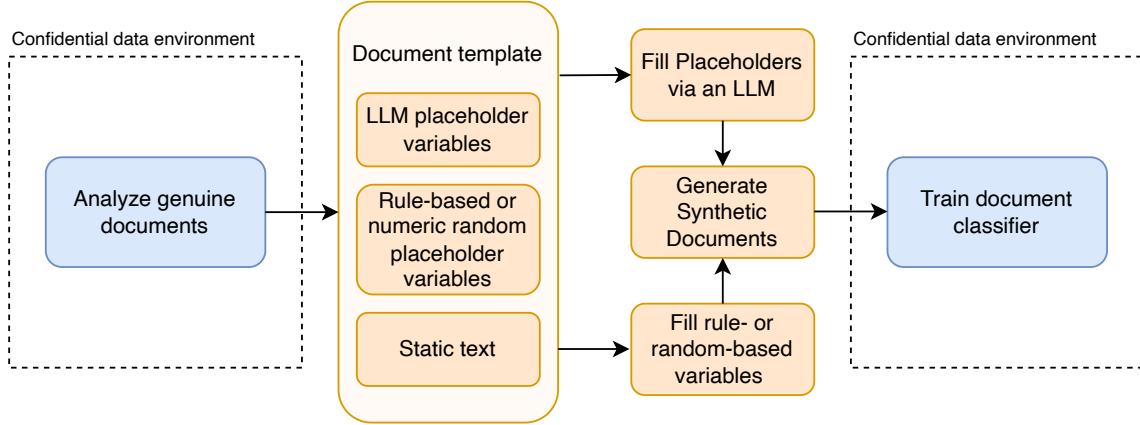 Confidential data environment
Analyze genuine
documents
Document template
LLM placeholder
variables
Rule-based or
numeric random
placeholder
variables
Static text
Fill Placeholders
via an LLM
Generate
Synthetic
Documents
Fill rule- or
random-based
variables
Confidential data environment
Train document
classifier